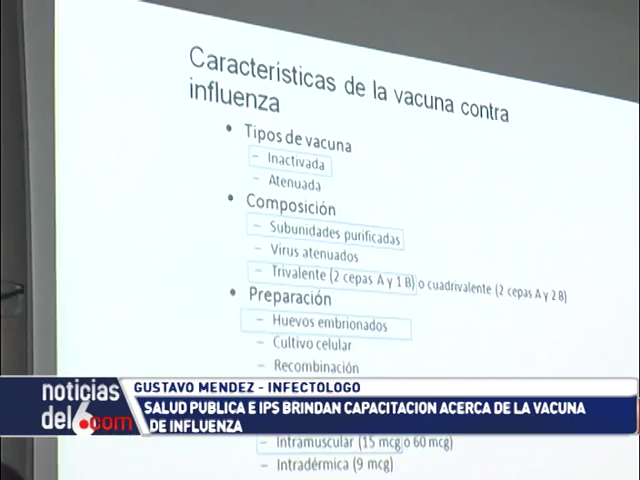 Características de la vacuna contra
influenza
• Tipos de vacuna
– Inactivada
– Atenuada
• Composición
– Subunidades purificadas
– Virus atenuados
– Trivalente (2 cepas A y 1 B) o cuadrivalente (2 cepas A y 2 B)
• Preparación
– Huevos embrionados
– Cultivo celular
– Recombinación
noticias
del6.com
GUSTAVO MENDEZ - INFECTOLOGO
SALUD PUBLICA E IPS BRINDAN CAPACITACION ACERCA DE LA VACUNA
DE INFLUENZA
– Intramuscular (15 mcg o 60 mcg)
– Intradérmica (9 mcg)